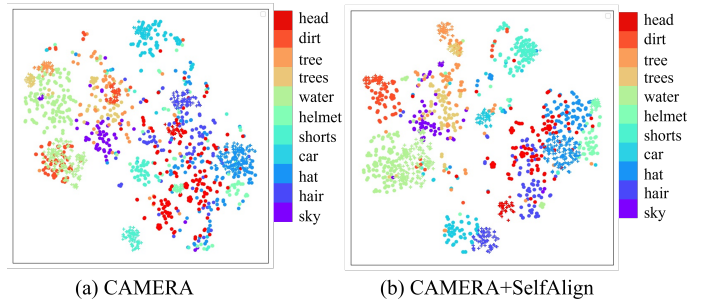 head
dirt
tree
trees
water
helmet
shorts
car
hat
hair
sky
(a) CAMERA
head
dirt
tree
trees
water
helmet
shorts
car
hat
hair
sky
(b) CAMERA+SelfAlign